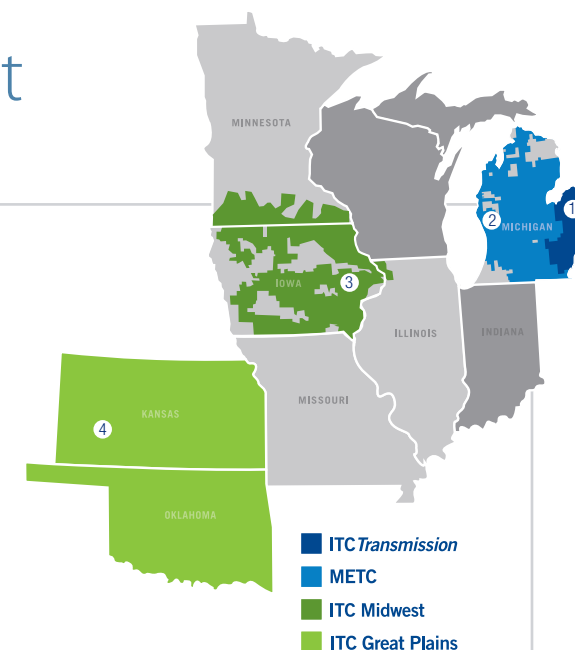 t
MINNESOTA
1
2
MICHIGAN
IOWA
3
ILLINOIS
INDIANA
MISSOURI
KANSAS
4
OKLAHOMA
ITCTransmission
METC
ITC Midwest
ITC Great Plains